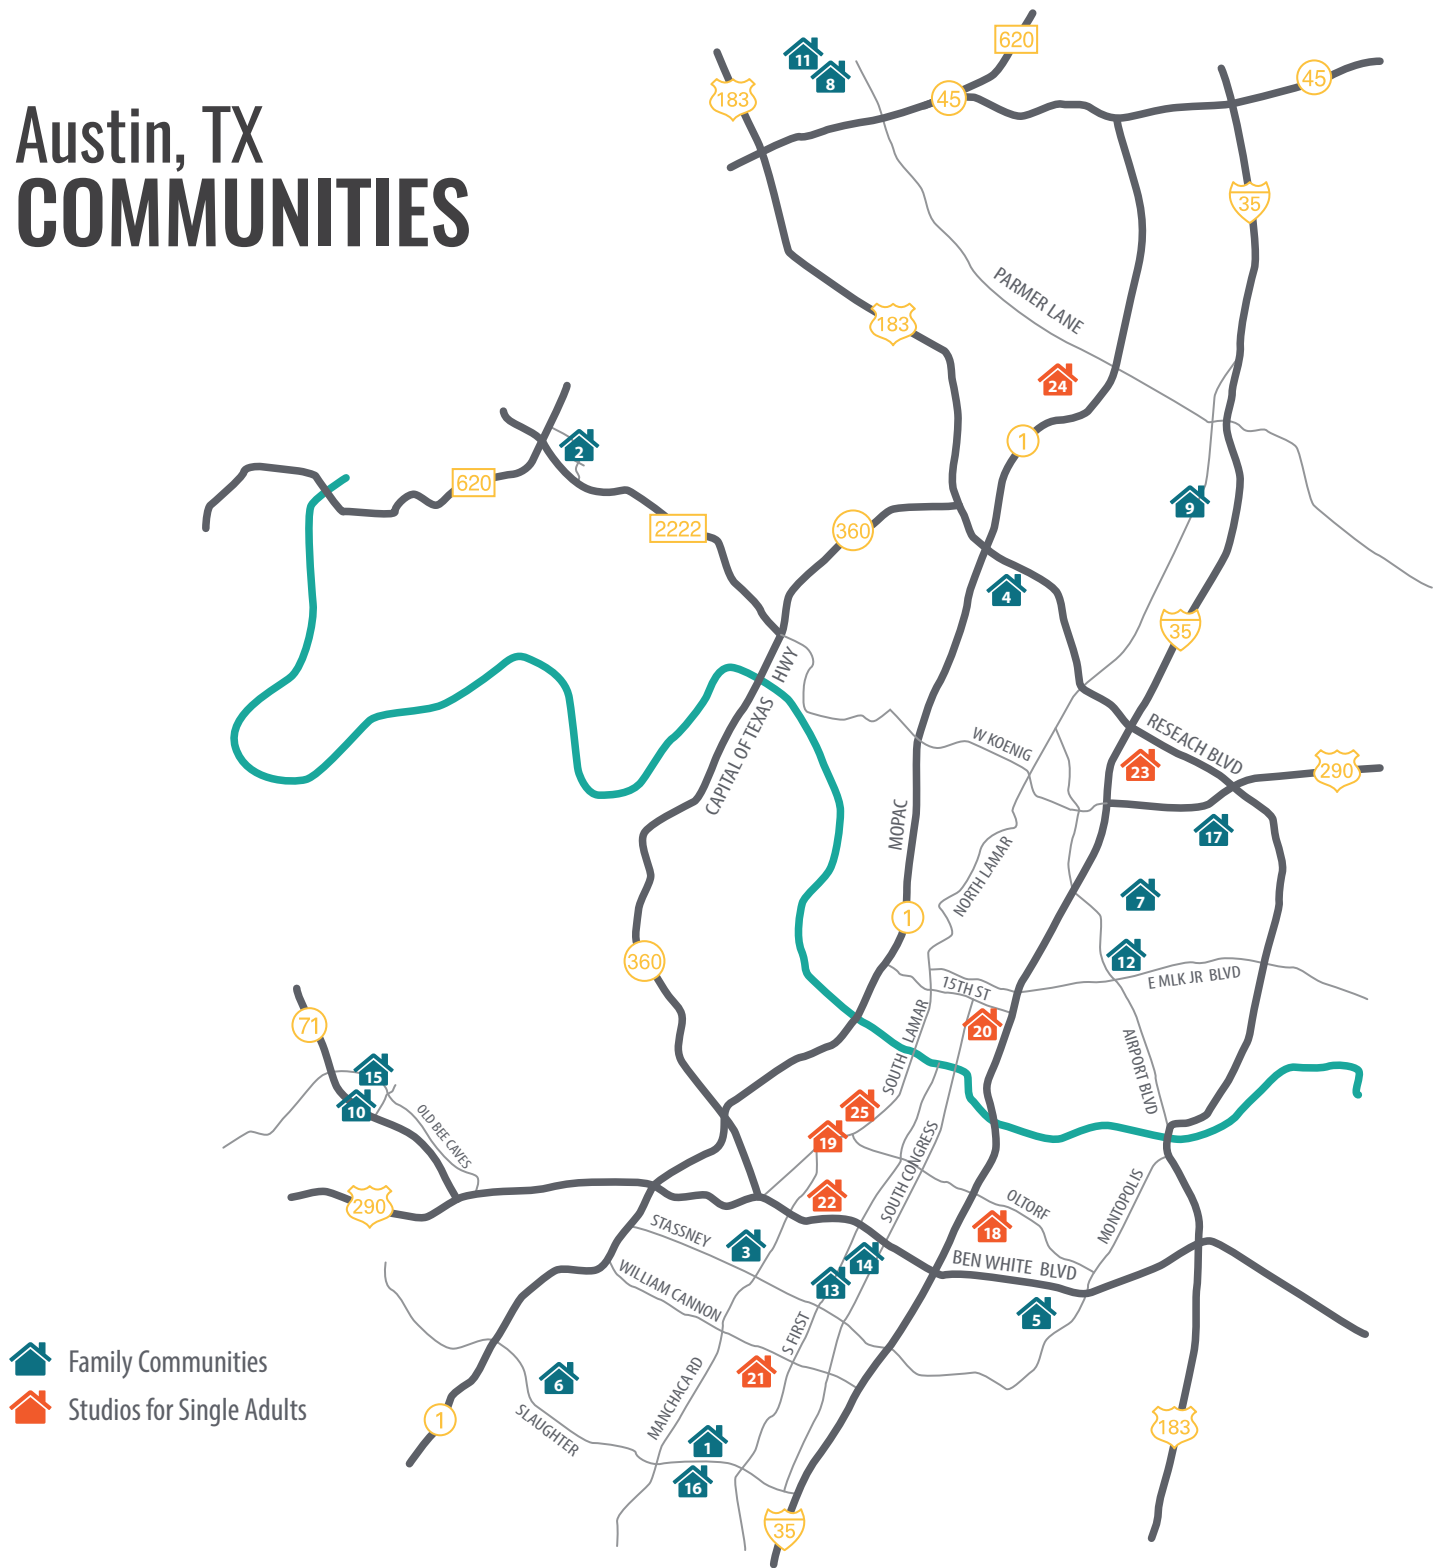 Austin, TX
COMMUNITIES
620
11
8
183
45
45
35
PARMER LANE
183
24
1
2
620
9
2222
360
4
35
CAPITAL OF TEXAS HWY
W KOENIG
RESEACH BLVD
23
290
MOPAC
17
NORTH LAMAR
7
1
12
360
E MLK JR BLVD
15TH ST
20
71
SOUTH LAMAR
AIRPORT BLVD
15
10
OLD BEE CAVES
25
19
SOUTH CONGRESS
22
290
OLTORF
MONTOPOLIS
18
STASSNEY
3
14
BEN WHITE BLVD
13
WILLIAM CANNON
5
S FIRST
Family Communities
Studios for Single Adults
6
21
MANCHACA RD
1
SLAUGHTER
1
183
16
35